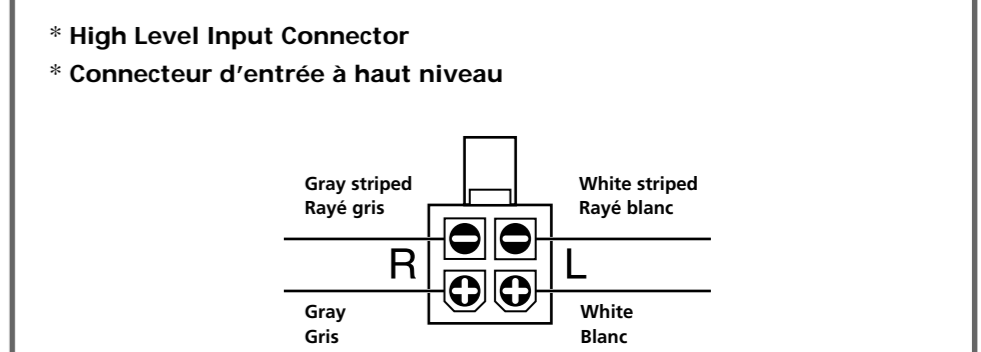 * High Level Input Connector
* Connecteur d’entrée à haut niveau
Gray striped
Rayé gris
White striped
Rayé blanc
R
L
Gray
Gris
White
Blanc